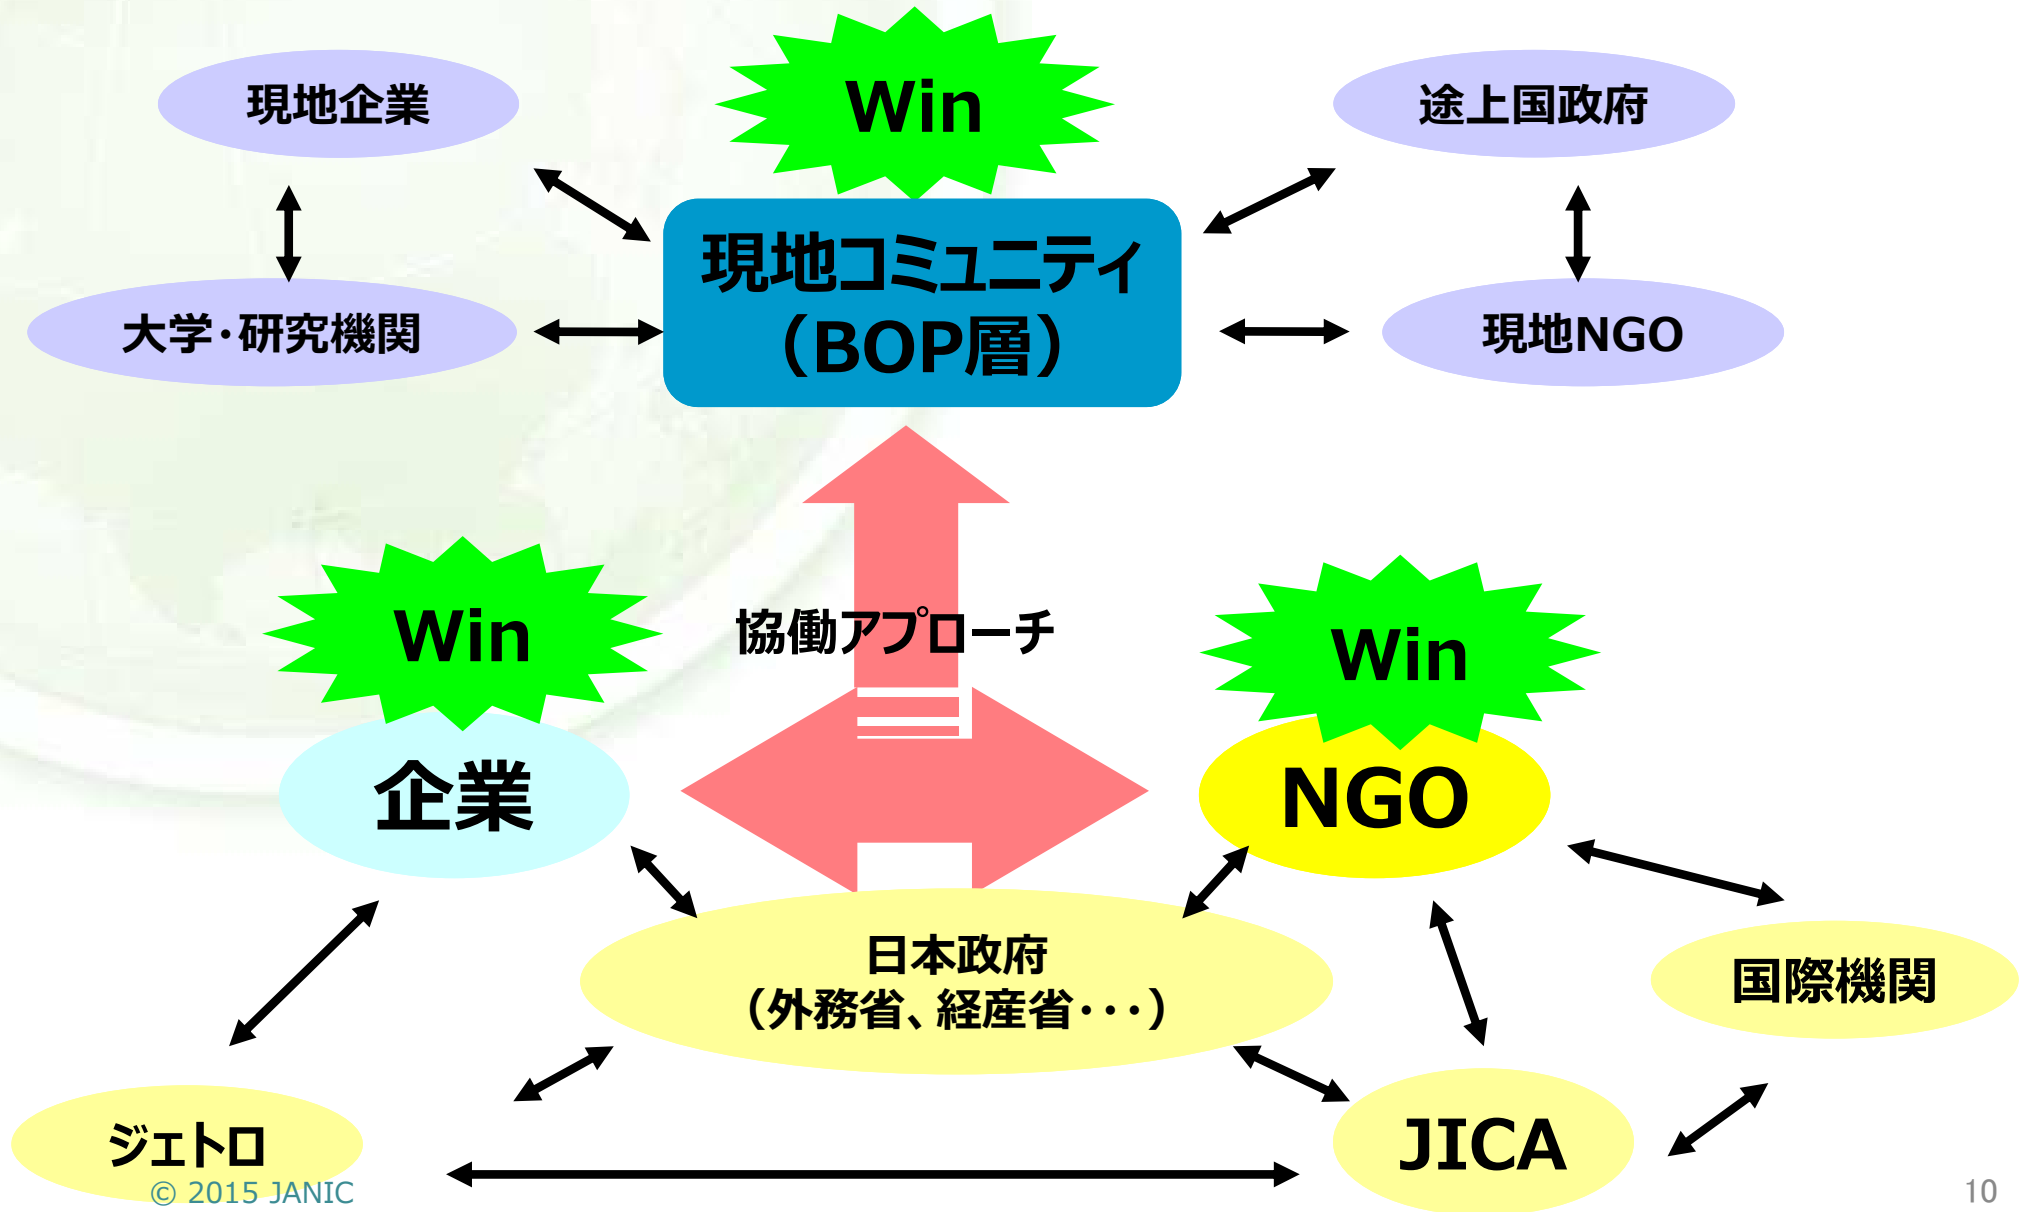 Win
現地企業
途上国政府
現地コミュニティ
（BOP層）
大学・研究機関
現地NGO
Win
協働アプローチ
Win
企業
NGO
日本政府
（外務省、経産省・・・）
国際機関
ジェトロ
JICA
© 2015 JANIC
10